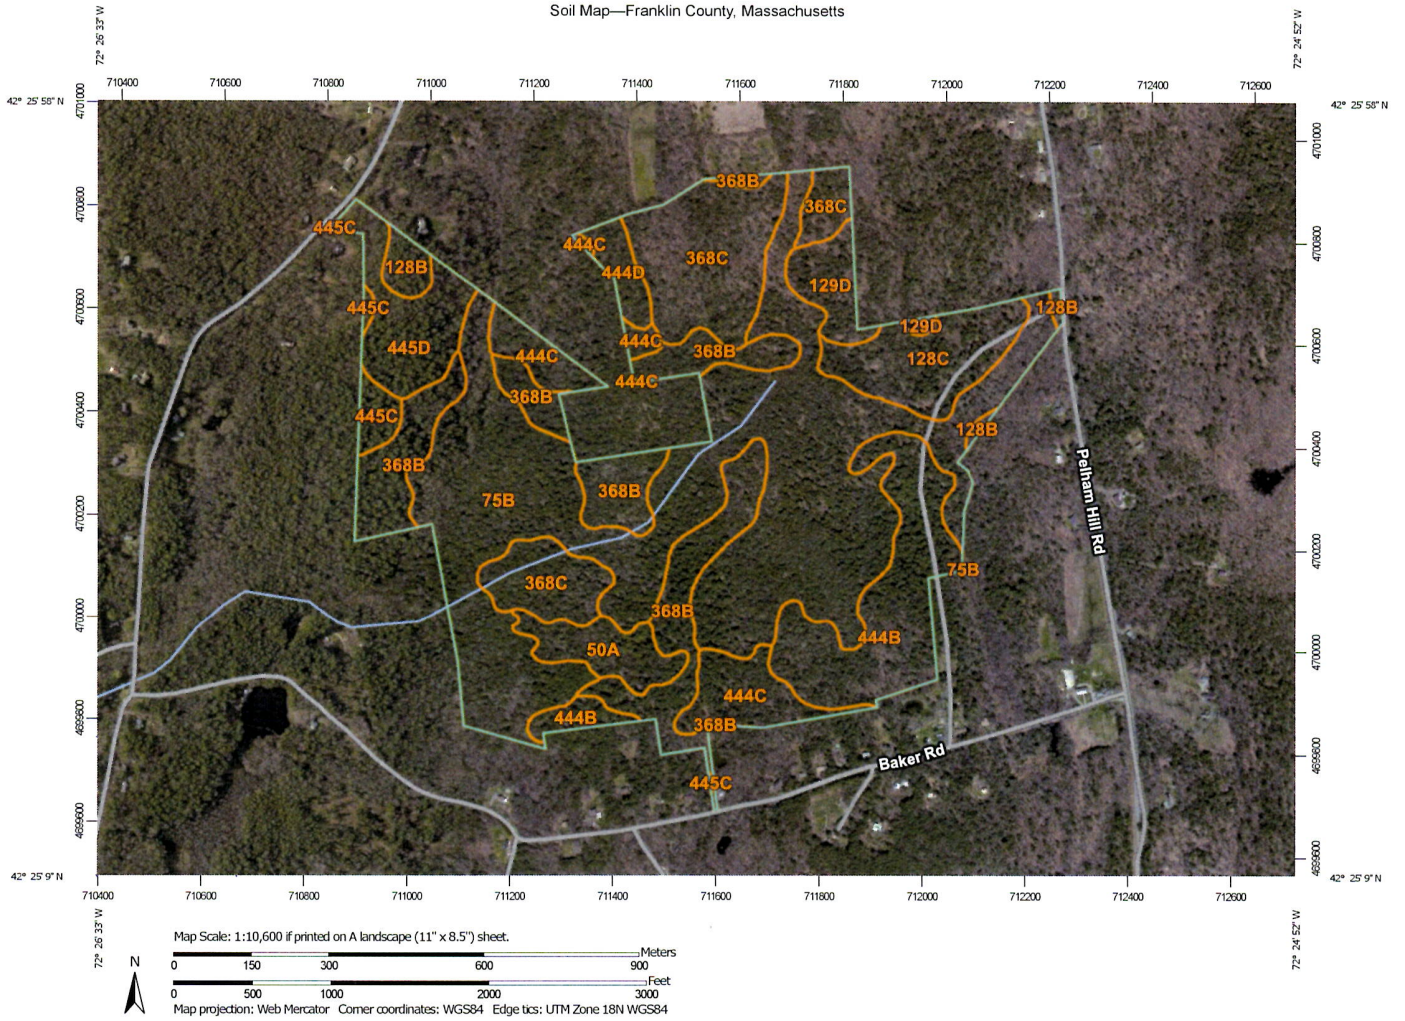 Soil Map—Franklin County, Massachusetts
72° 26' 33" W
72° 24' 52" W
710400 710600 710800 711000 711200 711400 711600 711800 712000 712200 712400 712600
42° 25' 58" N
42° 25' 58" N
4701000
4701000
4700800
4700800
4700600
4700600
4700400
4700400
4700200
4700200
4700000
4700000
4699800
4699800
4699600
4699600
368B
368C
445C
444C
368C
128B
444D
129D
445C
128B
129D
445D
444C
368B
128C
444C
444C
368B
445C
128B
368B
368B
75B
Pelham Hill Rd
75B
368C
368B
444B
50A
444C
444B
368B
Baker Rd
445C
42° 25' 9" N
42° 25' 9" N
710400 710600 710800 711000 711200 711400 711600 711800 712000 712200 712400 712600
72° 26' 33" W
72° 24' 52" W
Map Scale: 1:10,600 if printed on A landscape (11" x 8.5") sheet.
N
Meters
0 150 300 600 900
Feet
0 500 1000 2000 3000
Map projection: Web Mercator Corner coordinates: WGS84 Edge tics: UTM Zone 18N WGS84